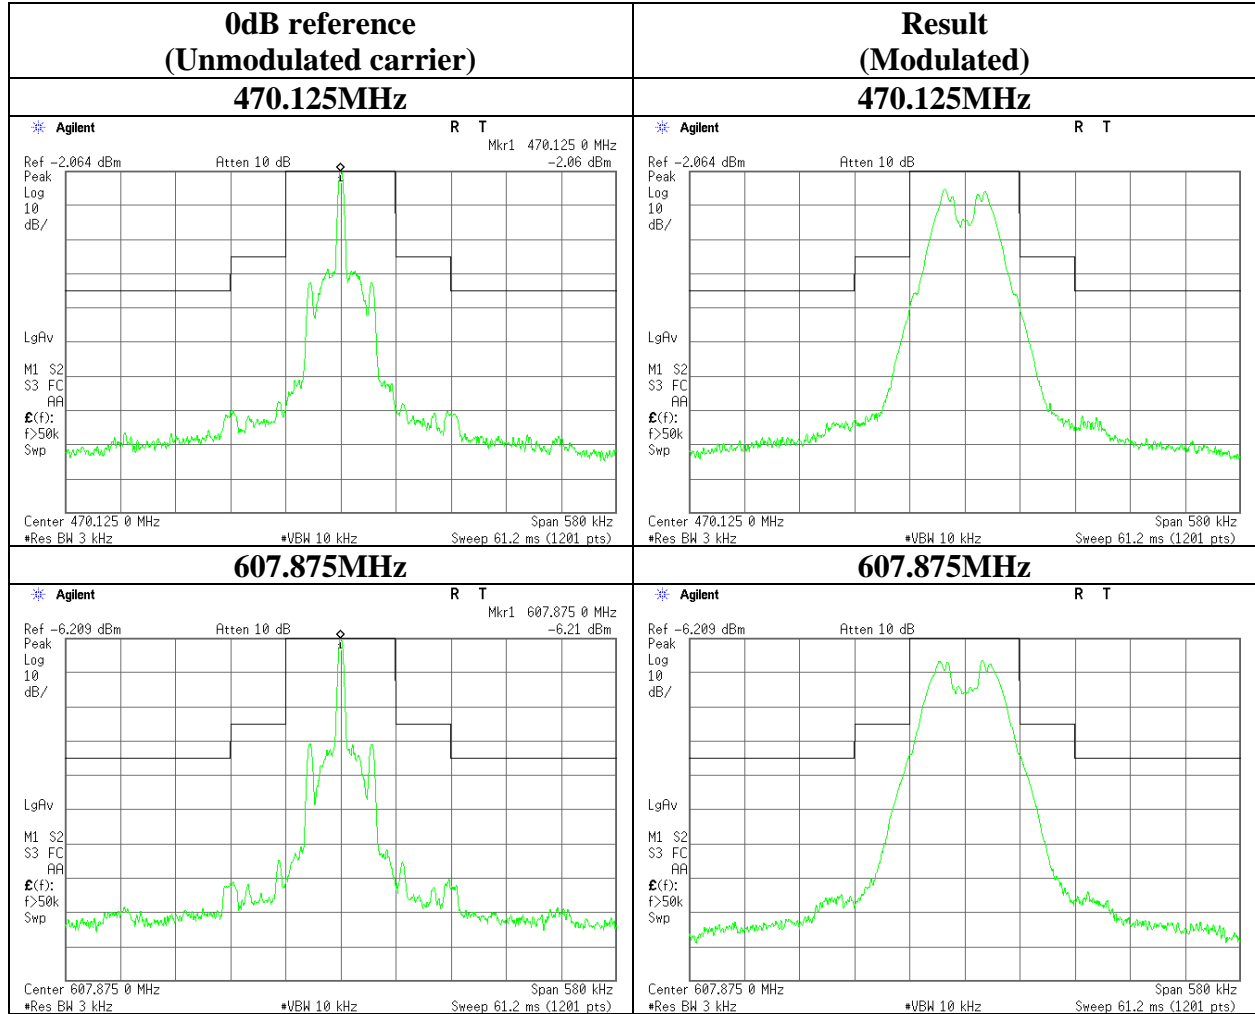 0dB reference
(Unmodulated carrier)
Result
(Modulated)
470.125MHz
470.125MHz
Agilent
R T
Mkr1 470.125 0 MHz
Ref -2.064 dBm
Atten 10 dB
-2.06 dBm
Peak
Log
10
dB/
1
LgAv
M1 S2
S3 FC
AA
£(f):
f>50k
Swp
Center 470.125 0 MHz
Span 580 kHz
#Res BW 3 kHz
#VBW 10 kHz
Sweep 61.2 ms (1201 pts)
Agilent
R T
Ref -2.064 dBm
Atten 10 dB
Peak
Log
10
dB/
LgAv
M1 S2
S3 FC
AA
£(f):
f>50k
Swp
Center 470.125 0 MHz
Span 580 kHz
#Res BW 3 kHz
#VBW 10 kHz
Sweep 61.2 ms (1201 pts)
607.875MHz
607.875MHz
Agilent
R T
Mkr1 607.875 0 MHz
Ref -6.209 dBm
Atten 10 dB
-6.21 dBm
Peak
Log
10
dB/
1
LgAv
M1 S2
S3 FC
AA
£(f):
f>50k
Swp
Center 607.875 0 MHz
Span 580 kHz
#Res BW 3 kHz
#VBW 10 kHz
Sweep 61.2 ms (1201 pts)
Agilent
R T
Ref -6.209 dBm
Atten 10 dB
Peak
Log
10
dB/
LgAv
M1 S2
S3 FC
AA
£(f):
f>50k
Swp
Center 607.875 0 MHz
Span 580 kHz
#Res BW 3 kHz
#VBW 10 kHz
Sweep 61.2 ms (1201 pts)